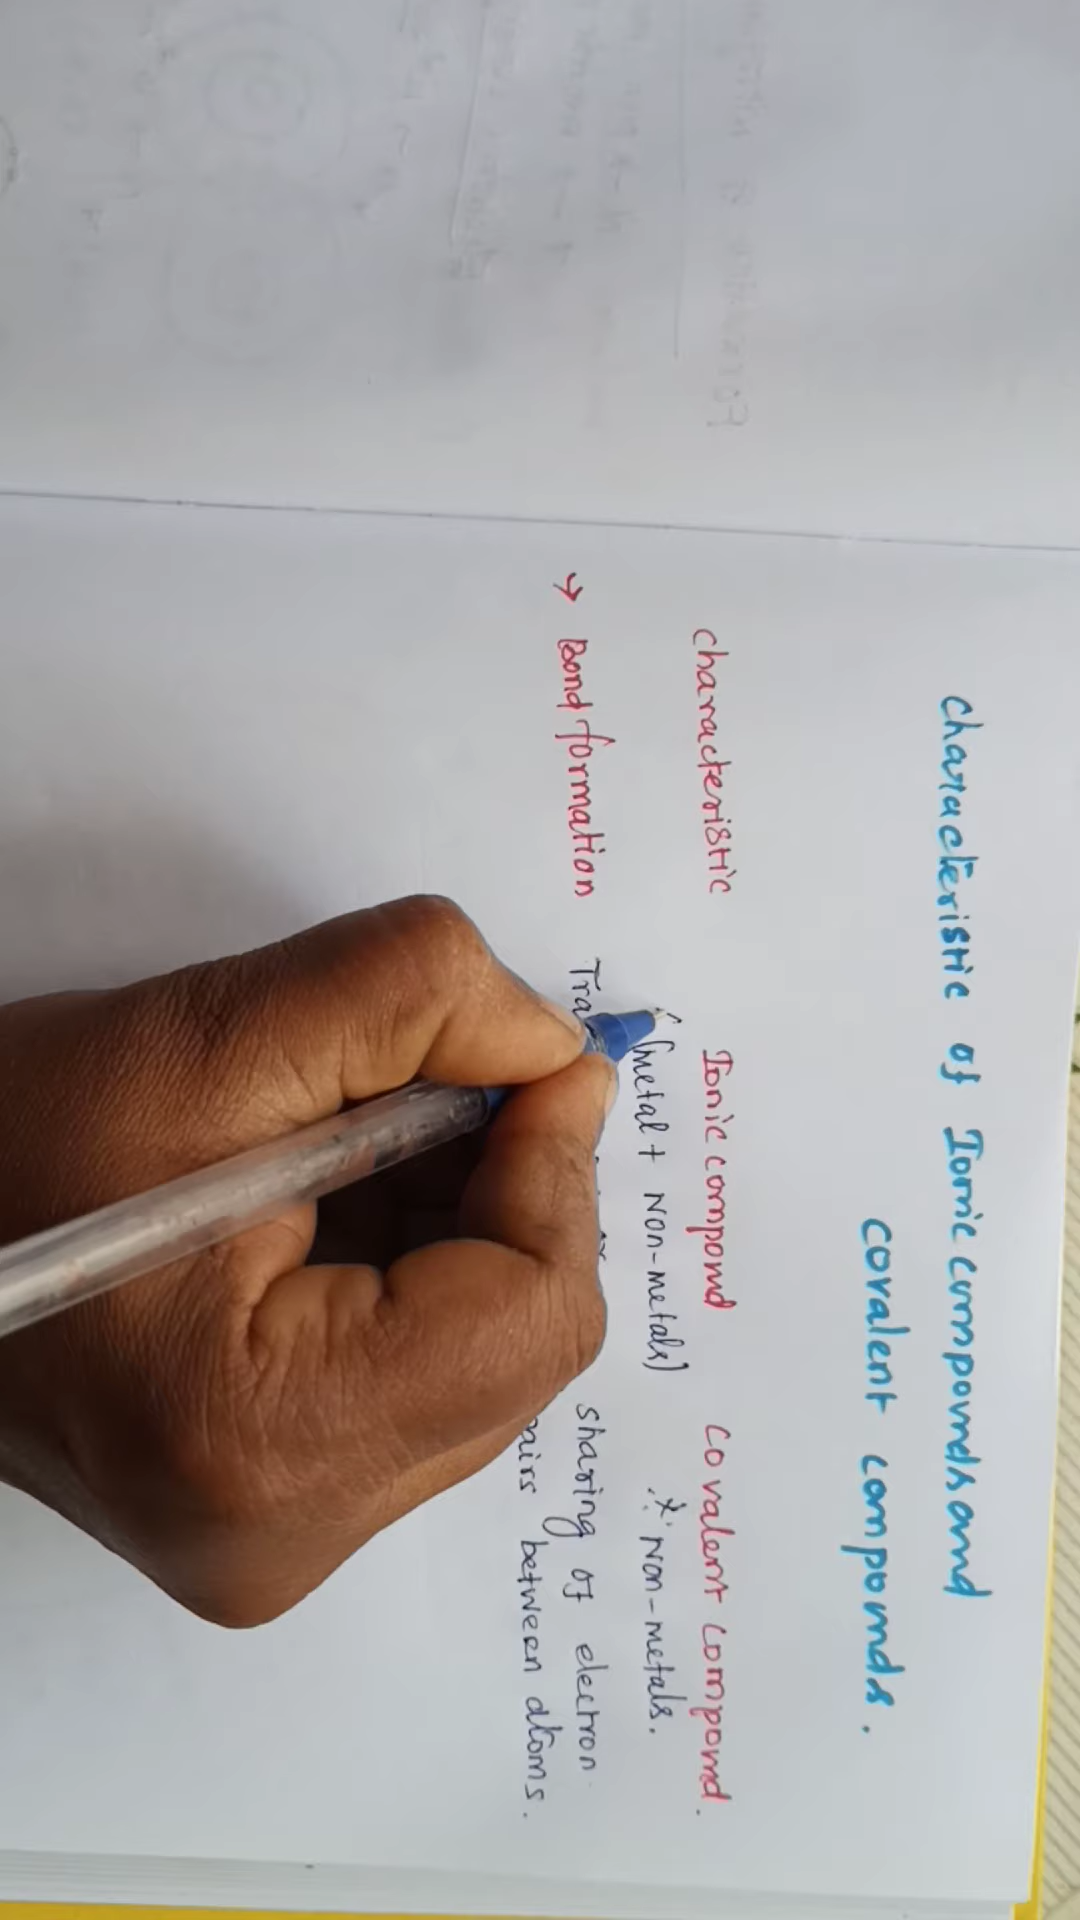 characteristic of Ionic compounds and
covalent compounds.
characteristic Ionic compound covalent compound.
(metal + Non-metals) Non-metals.
→ Bond formation sharing of electron
between atoms.